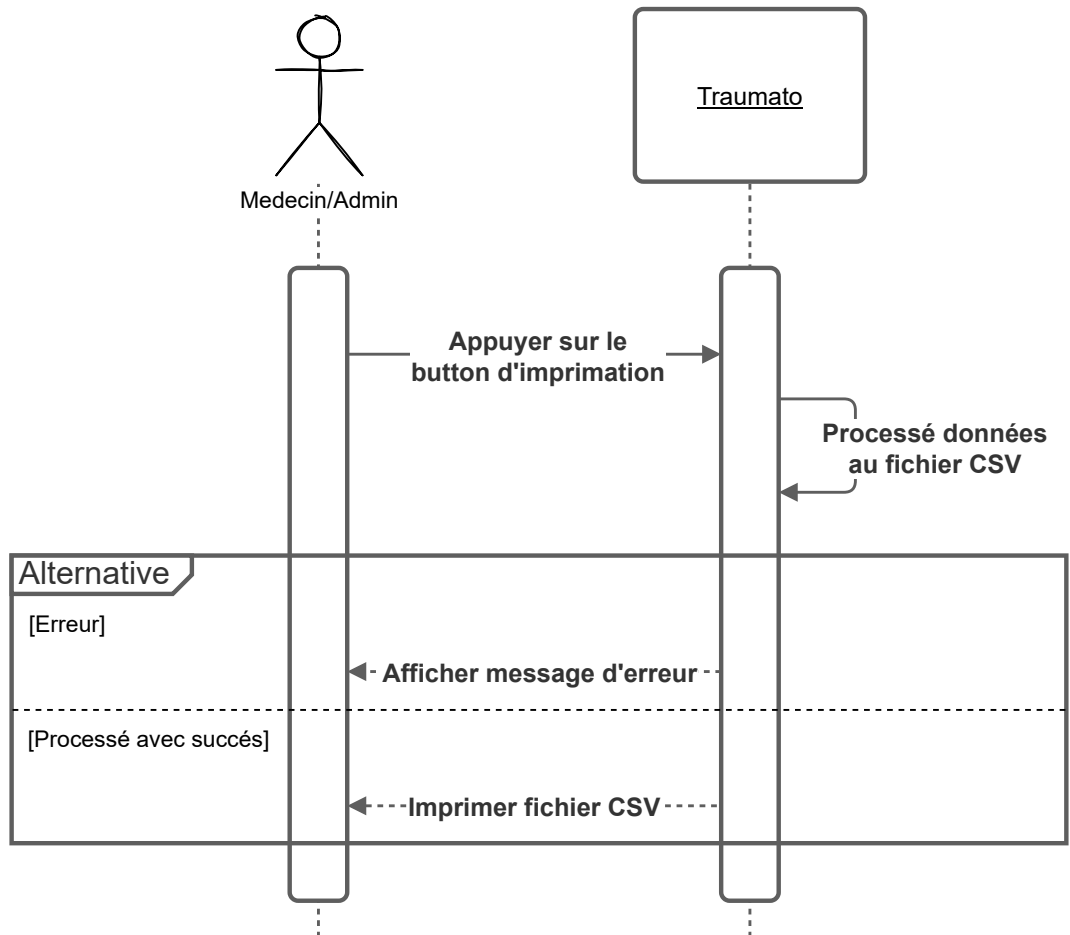 Traumato
Medecin/Admin
Appuyer sur le
button d'imprimation
Processé données
au fichier CSV
Alternative
[Erreur]
Afficher message d'erreur
[Processé avec succés]
Imprimer fichier CSV